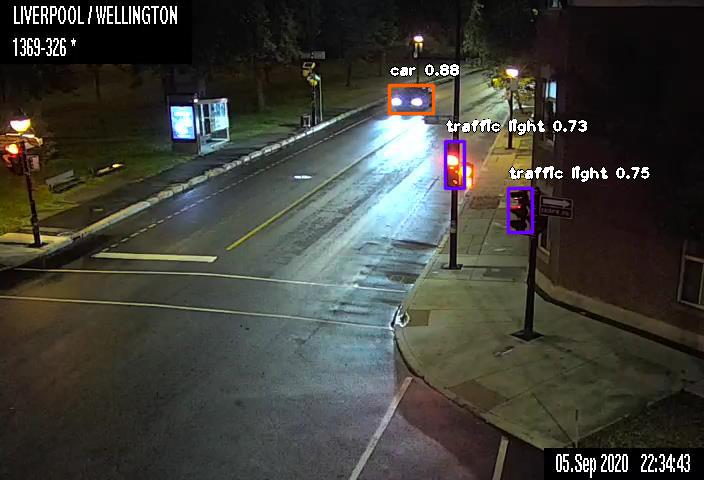 LIVERPOOL / WELLINGTON
1369-326 *
car 0.88
traffic light 0.73
traffic light 0.75
05.Sep 2020 22:34:43